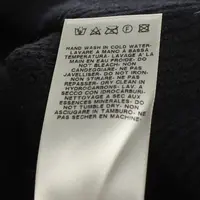 HAND WASH IN COLD WATER-
LAVARE A MANO A BASSA
TEMPERATURA- LAVAGE A LA
MAIN EN EAU FROIDE- DO
NOT BLEACH- NON
CANDEGGIARE- NE PAS
JAVELLISER- DO NOT IRON-
NON STIRARE- NE PAS
REPASSER- DRY CLEAN IN
HYDROCARBONS- LAV. A
SECCO IDROCARBURI-
NETTOYAGE A SEC AUX
ESSENCES MINERALES- DO
NOT TUMBLE DRY- NON
ASCIUGARE IN TAMBURO- NE
PAS SECHER EN MACHINE-